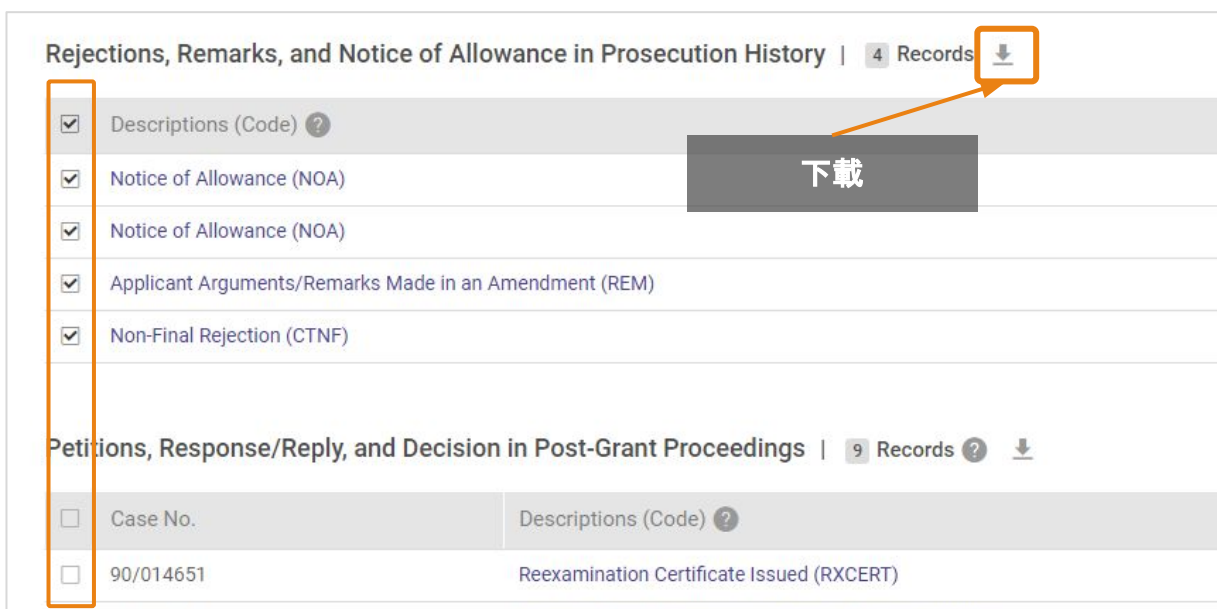 Rejections, Remarks, and Notice of Allowance in Prosecution History | 4 Records
Descriptions (Code) ?
下載
Notice of Allowance (NOA)
Notice of Allowance (NOA)
Applicant Arguments/Remarks Made in an Amendment (REM)
Non-Final Rejection (CTNF)
Petitions, Response/Reply, and Decision in Post-Grant Proceedings | 9 Records ?
Case No. Descriptions (Code) ?
90/014651 Reexamination Certificate Issued (RXCERT)